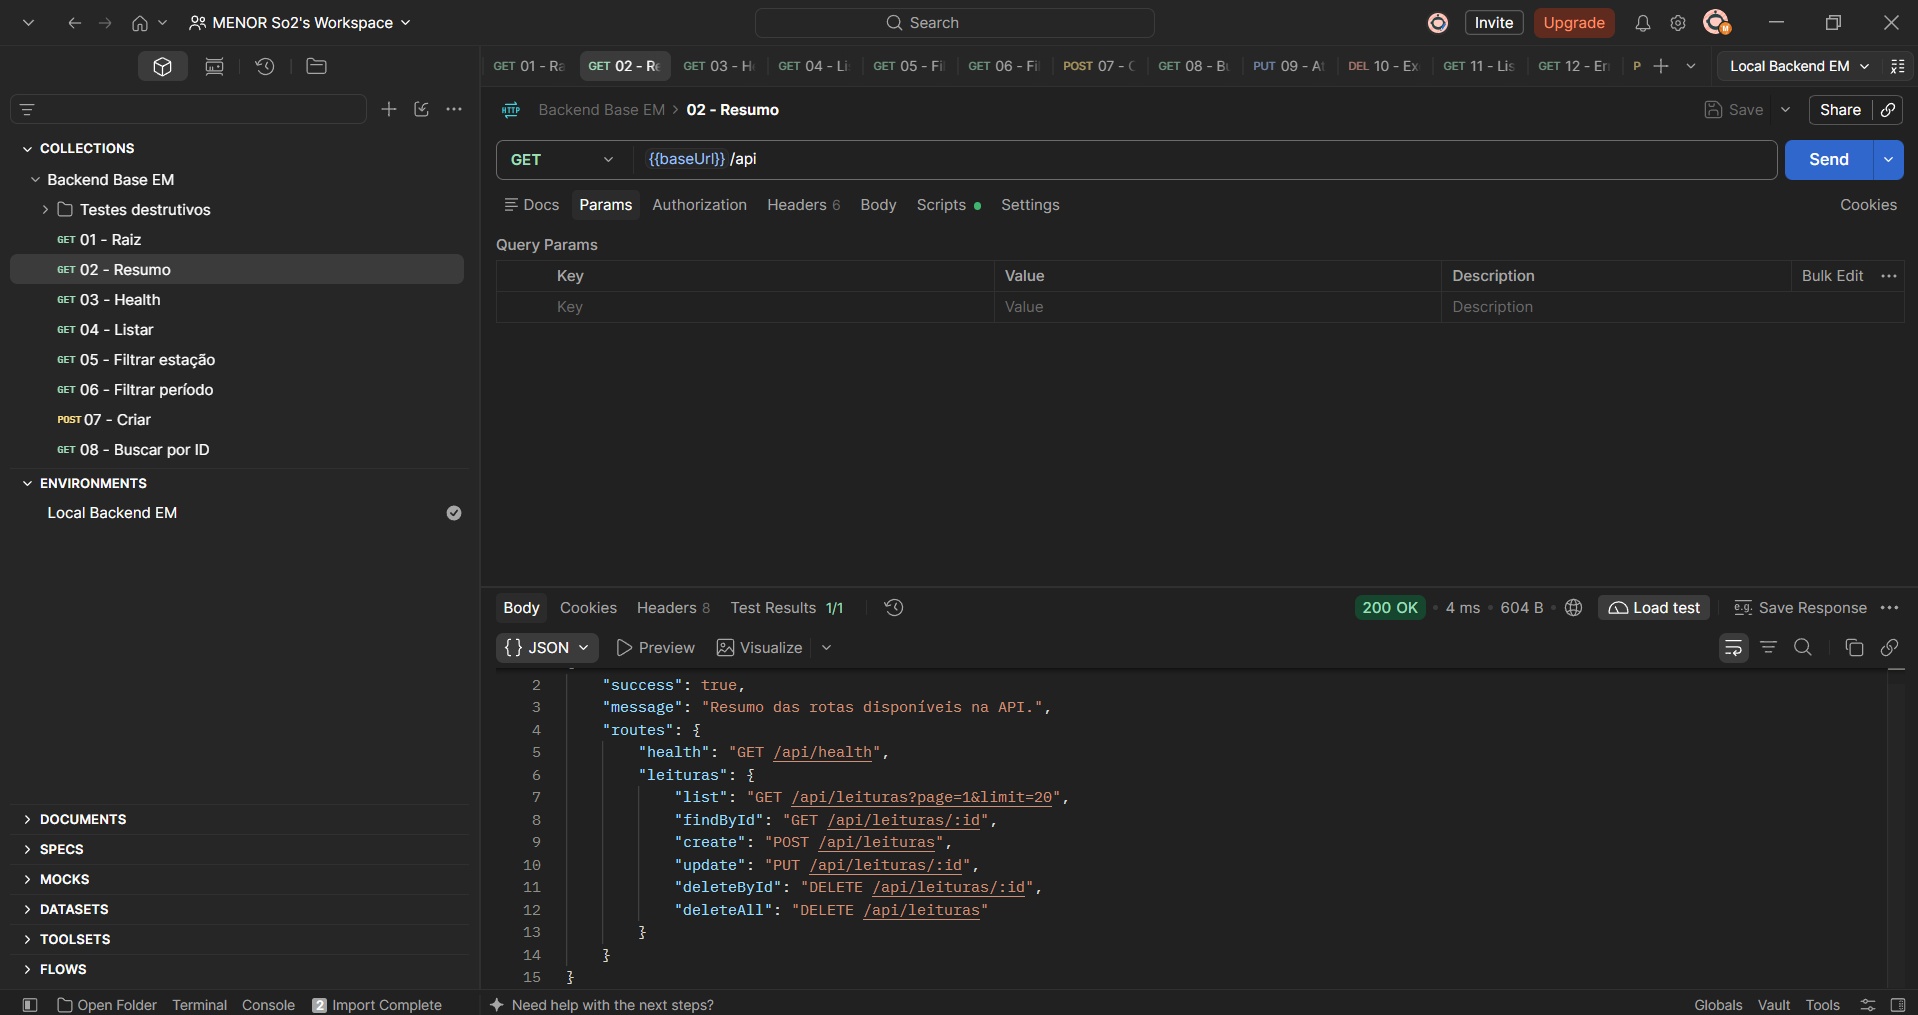 MENOR So2's Workspace
Search
Invite
Upgrade
GET 01 - Ra
GET 02 - Re
GET 03 - H
GET 04 - Li
GET 05 - Fil
GET 06 - Fil
POST 07 - C
GET 08 - Bu
PUT 09 - At
DEL 10 - Ex
GET 11 - Lis
GET 12 - Er
P
Local Backend EM
HTTP
Backend Base EM > 02 - Resumo
Save
Share
COLLECTIONS
Backend Base EM
Testes destrutivos
GET 01 - Raiz
GET 02 - Resumo
GET 03 - Health
GET 04 - Listar
GET 05 - Filtrar estação
GET 06 - Filtrar período
POST 07 - Criar
GET 08 - Buscar por ID
ENVIRONMENTS
Local Backend EM
DOCUMENTS
SPECS
MOCKS
DATASETS
TOOLSETS
FLOWS
GET
{{baseUrl}} /api
Send
Docs
Params
Authorization
Headers 6
Body
Scripts
Settings
Cookies
Query Params
Key Value Description Bulk Edit
Key Value Description
Body
Cookies
Headers 8
Test Results 1/1
200 OK • 4 ms • 604 B
Load test
e.g. Save Response
{} JSON
Preview
Visualize
2 "success": true,
3 "message": "Resumo das rotas disponíveis na API.",
4 "routes": {
5 "health": "GET /api/health",
6 "leituras": {
7 "list": "GET /api/leituras?page=1&limit=20",
8 "findById": "GET /api/leituras/:id",
9 "create": "POST /api/leituras",
10 "update": "PUT /api/leituras/:id",
11 "deleteById": "DELETE /api/leituras/:id",
12 "deleteAll": "DELETE /api/leituras"
13 }
14 }
15 }
Open Folder
Terminal
Console
2 Import Complete
Need help with the next steps?
Globals
Vault
Tools